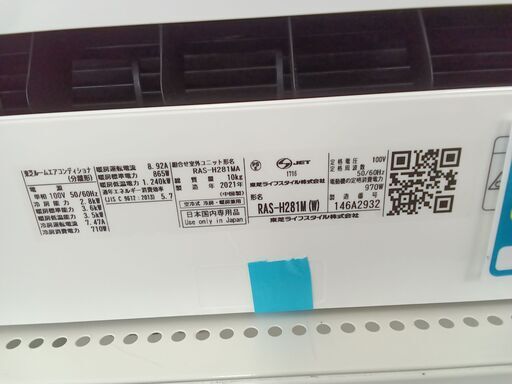 東芝ルームエアコンディショナ
(分離形)
電源
単相 100V 50/60Hz
冷房能力 2.8kW
暖房標準能力 3.6kW
暖房能力 3.5kW
冷房運転電流 7.47A
冷房消費電力 710W
暖房運転電流 8.92A
暖房消費電力 865W
暖房低温電力 1.240kW
通年エネルギー消費効率
(JIS C 9612:2013) 5.7
組合せ室外ユニット形名
RAS-H281MA
総質量 10kg
製造年 2021年
(中国製)
空冷式 冷房・暖房兼用
日本国内専用品
Use only in Japan
JET
1716
東芝ライフスタイル株式会社
形名
RAS-H281M(W)
定格電圧 100V
定格周波数 50/60Hz
電動機の定格消費電力
970W
製造番号
146A2932
東芝ライフスタイル株式会社